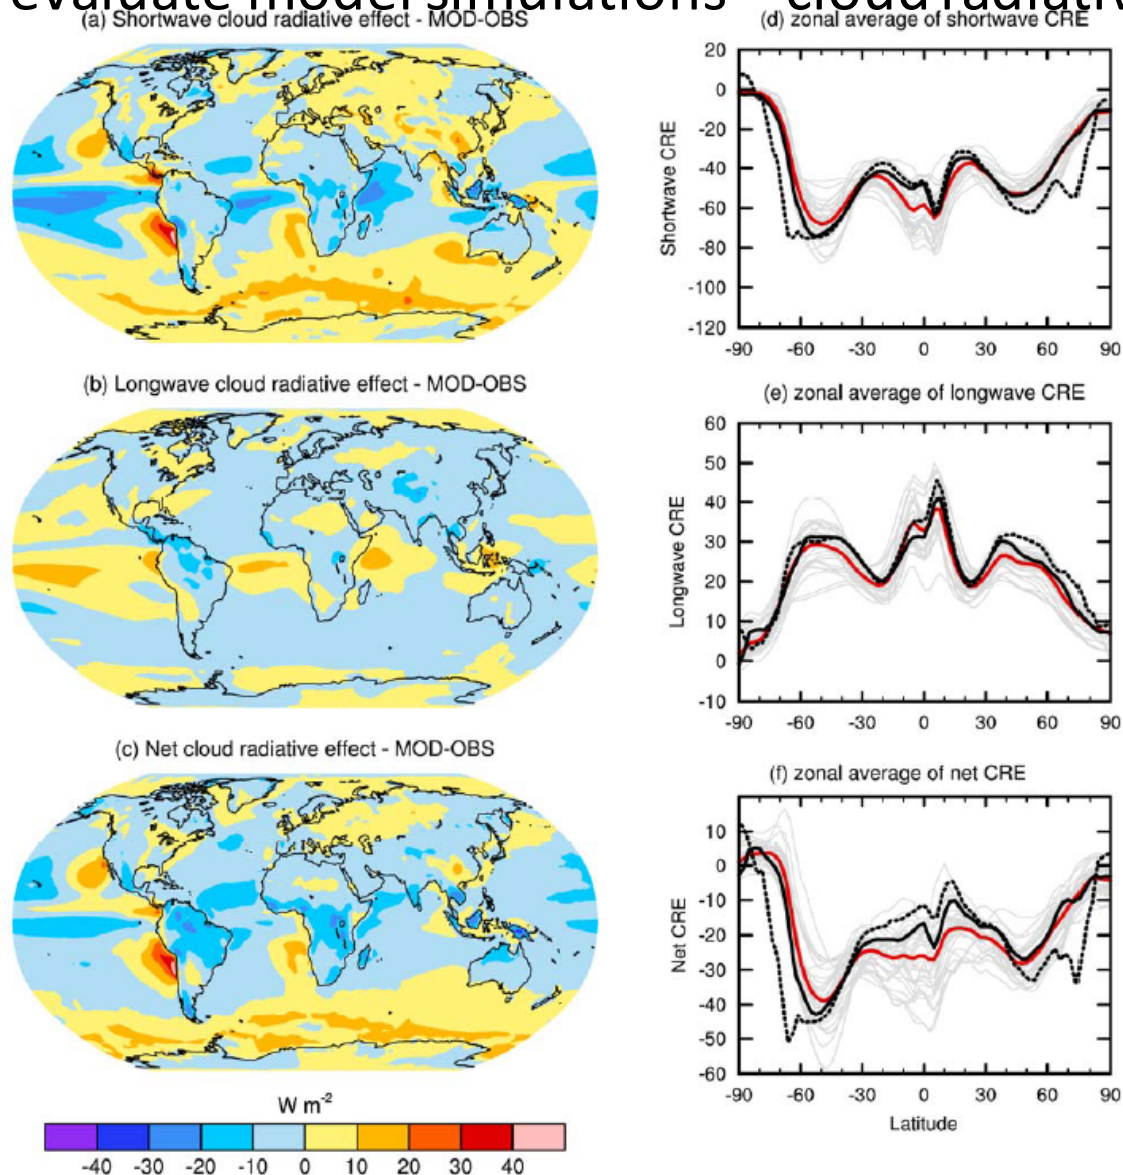 evaluate model simulations cloud radiativ
(a) Shortwave cloud radiative effect - MOD-OBS
(d) zonal average of shortwave CRE
20
0
-20
-40
-60
-80
-100
-120
Shortwave CRE
-90 -60 -30 0 30 60 90
(b) Longwave cloud radiative effect - MOD-OBS
(e) zonal average of longwave CRE
60
50
40
30
20
10
0
-10
Longwave CRE
-90 -60 -30 0 30 60 90
(c) Net cloud radiative effect - MOD-OBS
(f) zonal average of net CRE
10
0
-10
-20
-30
-40
-50
-60
Net CRE
-90 -60 -30 0 30 60 90
Latitude
W m-2
-40 -30 -20 -10 0 10 20 30 40